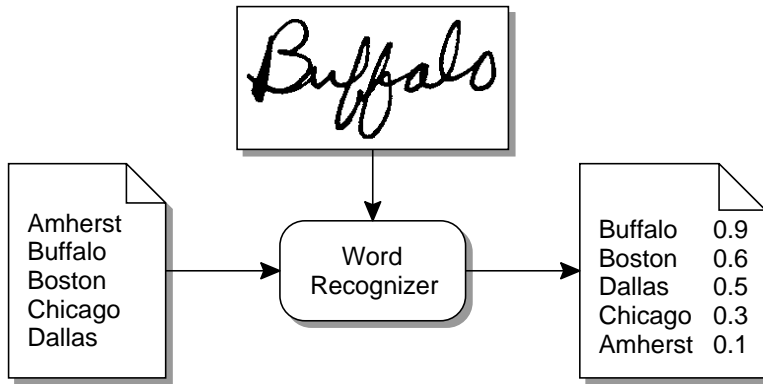 Buffalo
Amherst
Buffalo
Boston
Chicago
Dallas
Word
Recognizer
Buffalo 0.9
Boston 0.6
Dallas 0.5
Chicago 0.3
Amherst 0.1